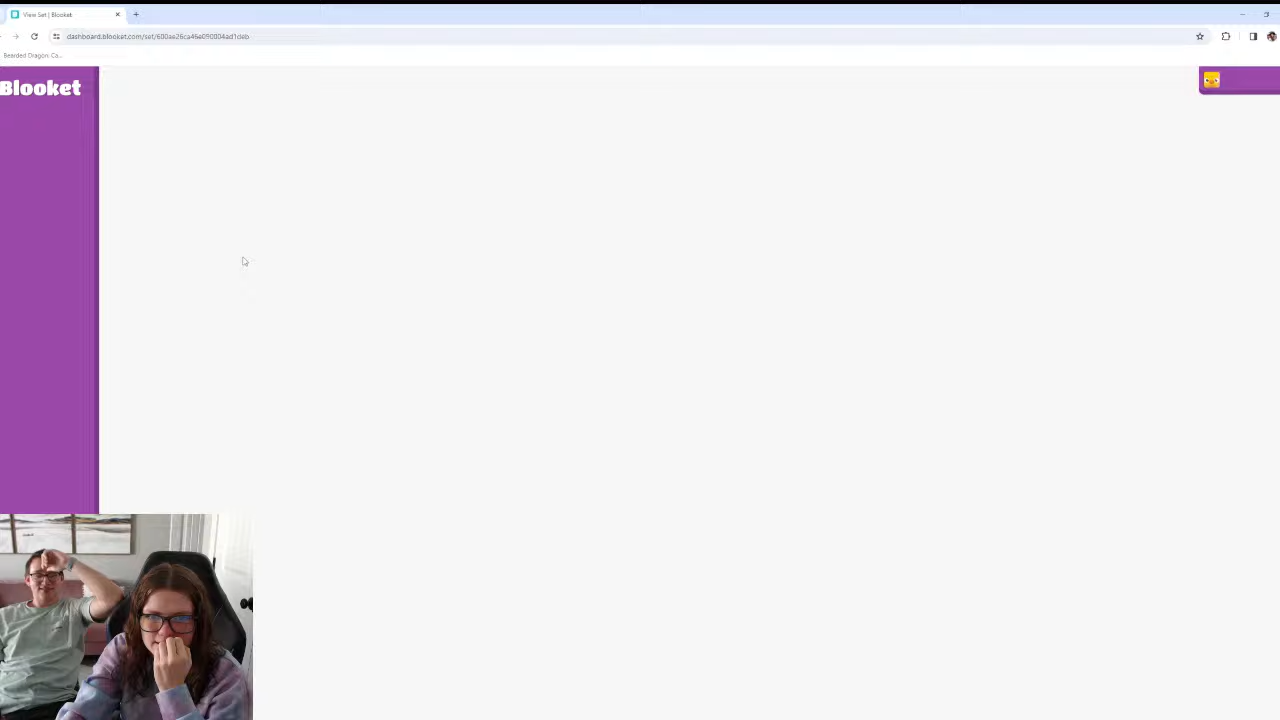 View Set | Blooket
dashboard.blooket.com/set/600ae26ca46e090004ad1deb
Bearded Dragon: Ca...
Blooket